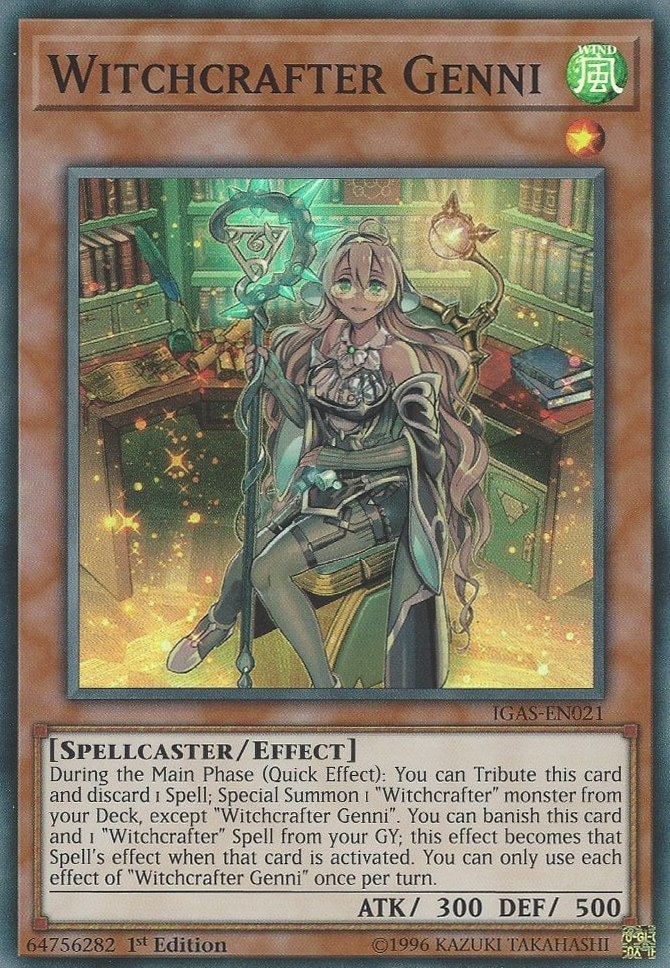 Witchcrafter Genni
WIND
風
IGAS-EN021
[Spellcaster/Effect]
During the Main Phase (Quick Effect): You can Tribute this card
and discard 1 Spell; Special Summon 1 "Witchcrafter" monster from
your Deck, except "Witchcrafter Genni". You can banish this card
and 1 "Witchcrafter" Spell from your GY; this effect becomes that
Spell's effect when that card is activated. You can only use each
effect of "Witchcrafter Genni" once per turn.
ATK/ 300 DEF/ 500
64756282 1st Edition ©1996 KAZUKI TAKAHASHI